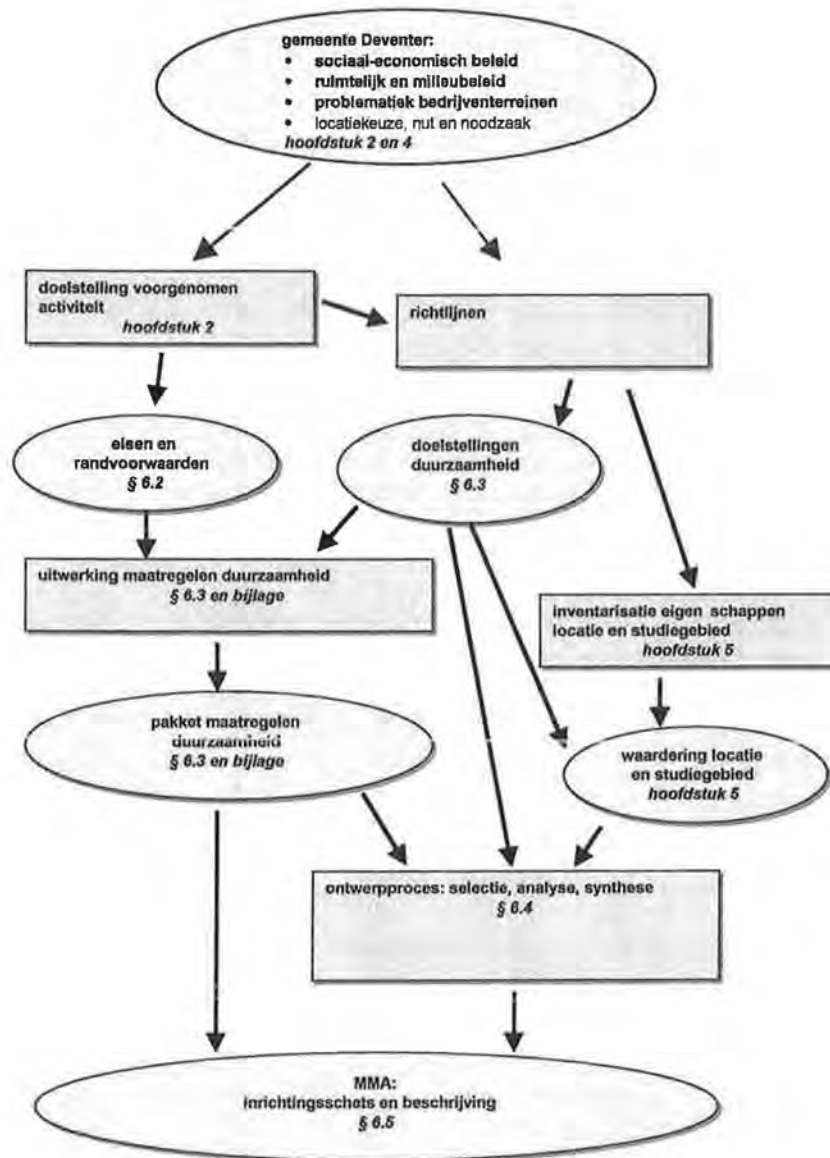 gemeente Deventer:
• sociaal-economisch beleid
• ruimtelijk en milieubeleid
• problematiek bedrijventerreinen
• locatiekeuze, nut en noodzaak
hoofdstuk 2 en 4
doelstelling voorgenomen
activiteit
hoofdstuk 2
richtlijnen
eisen en
randvoorwaarden
§ 6.2
doelstellingen
duurzaamheid
§ 6.3
uitwerking maatregelen duurzaamheid
§ 6.3 en bijlage
inventarisatie eigen schappen
locatie en studiegebied
hoofdstuk 5
pakket maatregelen
duurzaamheid
§ 6.3 en bijlage
waardering locatie
en studiegebied
hoofdstuk 5
ontwerpproces: selectie, analyse, synthese
§ 6.4
MMA:
inrichtingsschets en beschrijving
§ 6.5